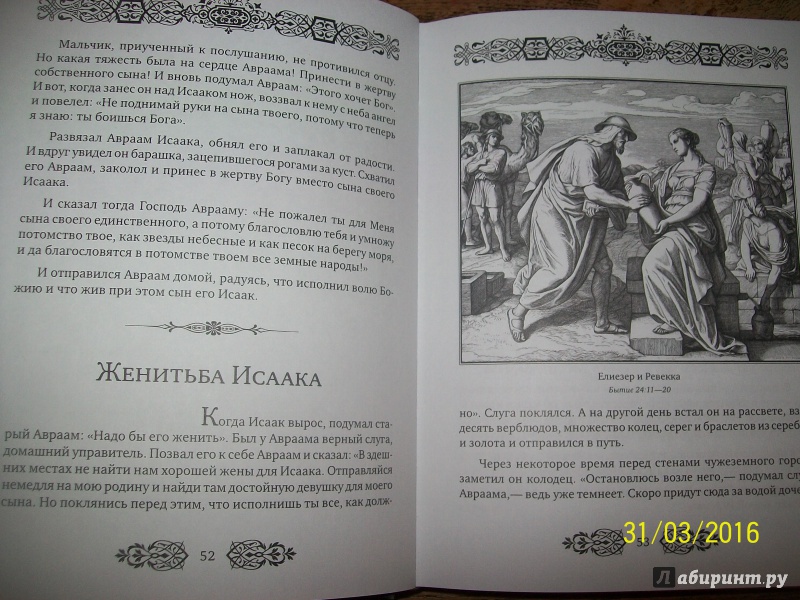 Мальчик, приученный к послушанию, не противился отцу.
Но какая тяжесть была на сердце Авраама! Принести в жертву
собственного сына! И вновь подумал Авраам: «Этого хочет Бог».
И вот, когда занес он над Исааком нож, воззвал к нему с неба ангел
и повелел: «Не поднимай руки на сына твоего, потому что теперь
я знаю: ты боишься Бога».
Развязал Авраам Исаака, обнял его и заплакал от радости.
И вдруг увидел он барашка, зацепившегося рогами за куст. Схватил
его Авраам, заколол и принес в жертву Богу вместо сына своего
Исаака.
И сказал тогда Господь Аврааму: «Не пожалел ты для Меня
сына своего единственного, а потому благословлю тебя и умножу
потомство твое, как звезды небесные и как песок на берегу моря,
и да благословятся в потомстве твоем все земные народы!»
И отправился Авраам домой, радуясь, что исполнил волю Бо-
жию и что жив при этом сын его Исаак.
Женитьба Исаака
Когда Исаак вырос, подумал ста-
рый Авраам: «Надо бы его женить». Был у Авраама верный слуга,
домашний управитель. Позвал его к себе Авраам и сказал: «В здеш-
них местах не найти нам хорошей жены для Исаака. Отправляйся
немедля на мою родину и найди там достойную девушку для моего
сына. Но поклянись перед этим, что исполнишь ты все, как долж-
52
Елиезер и Ревекка
Бытие 24:11—20
но». Слуга поклялся. А на другой день встал он на рассвете, вз
десять верблюдов, множество колец, серег и браслетов из сереб
и золота и отправился в путь.
Через некоторое время перед стенами чужеземного горо
заметил он колодец. «Остановлюсь возле него,— подумал слу
Авраама,— ведь уже темнеет. Скоро придут сюда за водой доче
53
31/03/2016
Лабиринт.ру